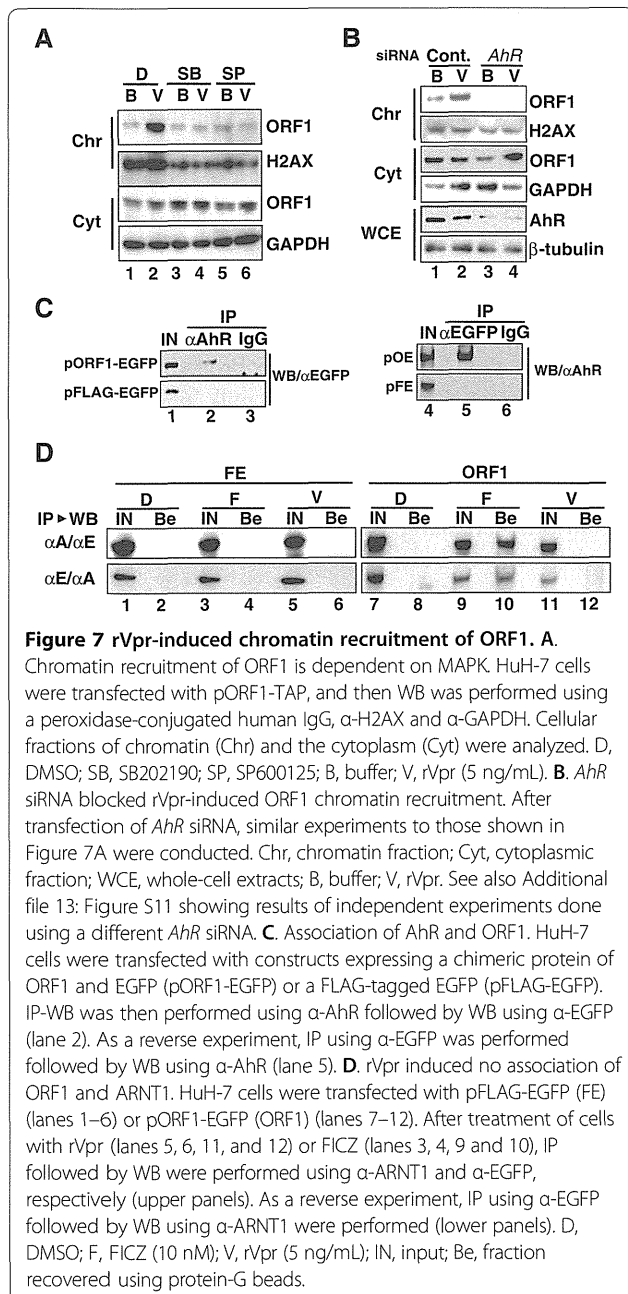 A
D SB SP
B V B V B V
Chr
ORF1
H2AX
Cyt
ORF1
GAPDH
1 2 3 4 5 6
B
siRNA Cont. AhR
B V B V
Chr
ORF1
H2AX
Cyt
ORF1
GAPDH
WCE
AhR
β-tubulin
1 2 3 4
C
IP
IN αAhR IgG
pORF1-EGFP
pFLAG-EGFP
WB/αEGFP
1 2 3
IP
IN αEGFP IgG
pOE
pFE
WB/αAhR
4 5 6
D
FE ORF1
D F V D F V
IP▶WB IN Be IN Be IN Be IN Be IN Be IN Be
αA/αE
αE/αA
1 2 3 4 5 6 7 8 9 10 11 12
Figure 7 rVpr-induced chromatin recruitment of ORF1. A.
Chromatin recruitment of ORF1 is dependent on MAPK. HuH-7 cells
were transfected with pORF1-TAP, and then WB was performed using
a peroxidase-conjugated human IgG, α-H2AX and α-GAPDH. Cellular
fractions of chromatin (Chr) and the cytoplasm (Cyt) were analyzed. D,
DMSO; SB, SB202190; SP, SP600125; B, buffer; V, rVpr (5 ng/mL). B. AhR
siRNA blocked rVpr-induced ORF1 chromatin recruitment. After
transfection of AhR siRNA, similar experiments to those shown in
Figure 7A were conducted. Chr, chromatin fraction; Cyt, cytoplasmic
fraction; WCE, whole-cell extracts; B, buffer; V, rVpr. See also Additional
file 13: Figure S11 showing results of independent experiments done
using a different AhR siRNA. C. Association of AhR and ORF1. HuH-7
cells were transfected with constructs expressing a chimeric protein of
ORF1 and EGFP (pORF1-EGFP) or a FLAG-tagged EGFP (pFLAG-EGFP).
IP-WB was then performed using α-AhR followed by WB using α-EGFP
(lane 2). As a reverse experiment, IP using α-EGFP was performed
followed by WB using α-AhR (lane 5). D. rVpr induced no association of
ORF1 and ARNT1. HuH-7 cells were transfected with pFLAG-EGFP (FE)
(lanes 1–6) or pORF1-EGFP (ORF1) (lanes 7–12). After treatment of cells
with rVpr (lanes 5, 6, 11, and 12) or FICZ (lanes 3, 4, 9 and 10), IP
followed by WB were performed using α-ARNT1 and α-EGFP,
respectively (upper panels). As a reverse experiment, IP using α-EGFP
followed by WB using α-ARNT1 were performed (lower panels). D,
DMSO; F, FICZ (10 nM); V, rVpr (5 ng/mL); IN, input; Be, fraction
recovered using protein-G beads.